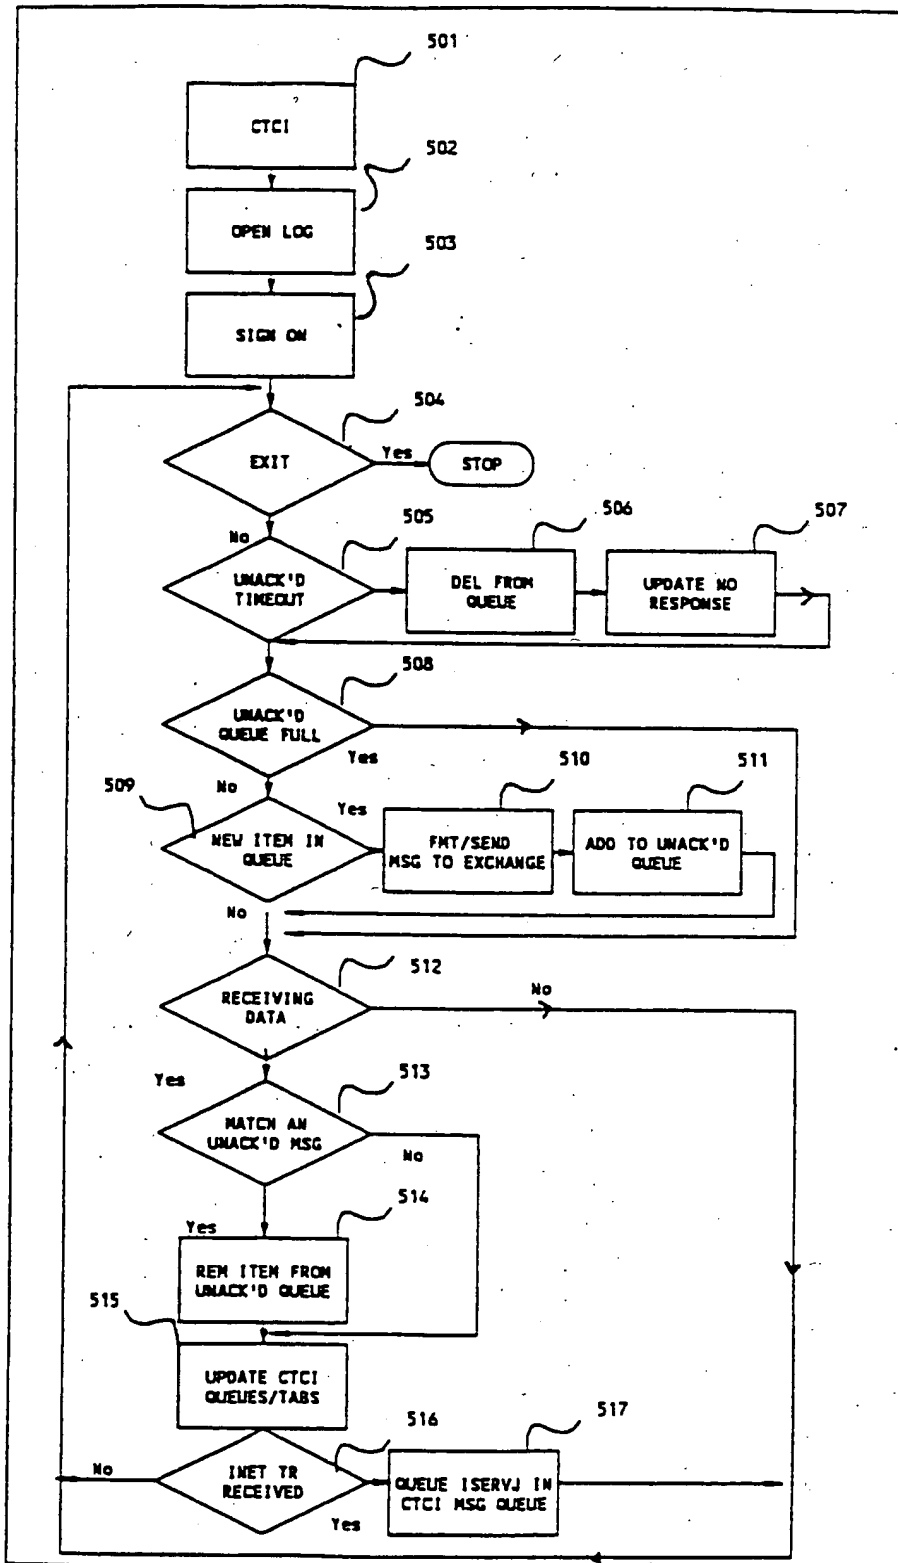 501
CTCI
502
OPEN LOG
503
SIGN ON
504
EXIT
Yes
STOP
No
505
506
507
UNACK'D
TIMEOUT
DEL FROM
QUEUE
UPDATE NO
RESPONSE
508
UNACK'D
QUEUE FULL
Yes
No
509
510
511
Yes
NEW ITEM IN
QUEUE
FMT/SEND
MSG TO EXCHANGE
ADD TO UNACK'D
QUEUE
No
512
RECEIVING
DATA
No
Yes
513
MATCH AN
UNACK'D MSG
No
514
Yes
REM ITEM FROM
UNACK'D QUEUE
515
UPDATE CTCI
QUEUES/TABS
516
517
No
INET TR
RECEIVED
Yes
QUEUE ISERVJ IN
CTCI MSG QUEUE